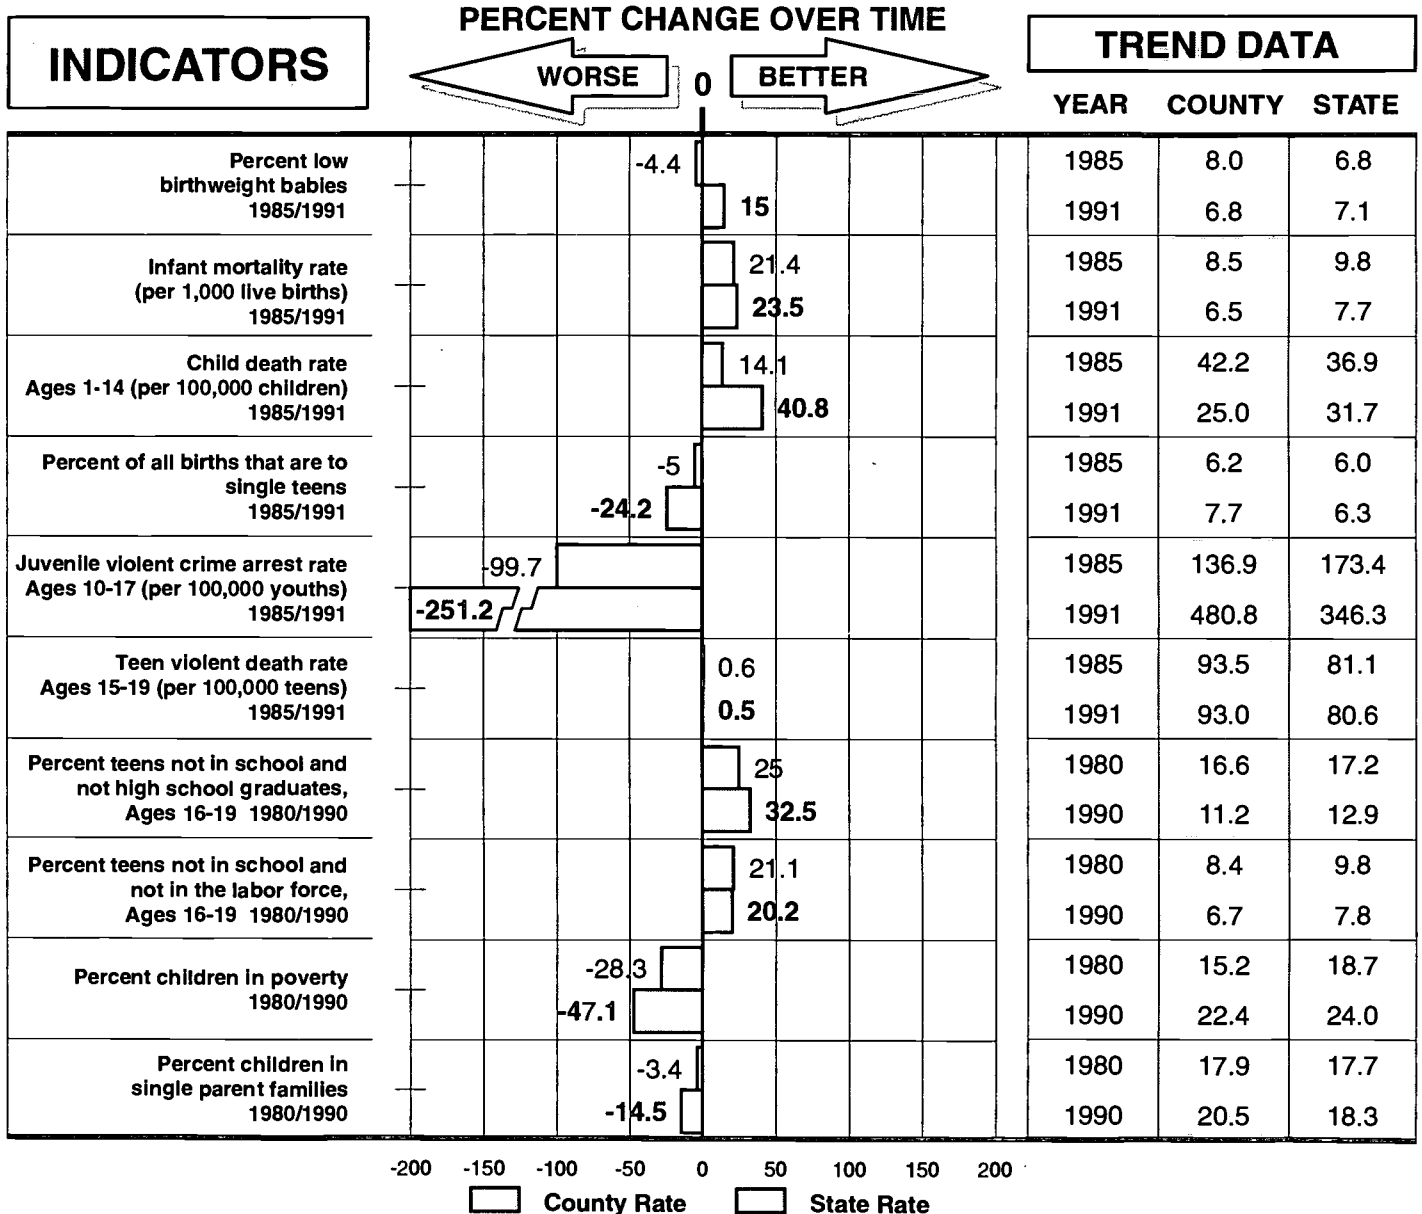 PERCENT CHANGE OVER TIME
INDICATORS
WORSE
0
BETTER
TREND DATA
YEAR COUNTY STATE
Percent low
birthweight babies
1985/1991
-4.4
15
1985 8.0 6.8
1991 6.8 7.1
Infant mortality rate
(per 1,000 live births)
1985/1991
21.4
23.5
1985 8.5 9.8
1991 6.5 7.7
Child death rate
Ages 1-14 (per 100,000 children)
1985/1991
14.1
40.8
1985 42.2 36.9
1991 25.0 31.7
Percent of all births that are to
single teens
1985/1991
-5
-24.2
1985 6.2 6.0
1991 7.7 6.3
Juvenile violent crime arrest rate
Ages 10-17 (per 100,000 youths)
1985/1991
-99.7
-251.2
1985 136.9 173.4
1991 480.8 346.3
Teen violent death rate
Ages 15-19 (per 100,000 teens)
1985/1991
0.6
0.5
1985 93.5 81.1
1991 93.0 80.6
Percent teens not in school and
not high school graduates,
Ages 16-19 1980/1990
25
32.5
1980 16.6 17.2
1990 11.2 12.9
Percent teens not in school and
not in the labor force,
Ages 16-19 1980/1990
21.1
20.2
1980 8.4 9.8
1990 6.7 7.8
Percent children in poverty
1980/1990
-28.3
-47.1
1980 15.2 18.7
1990 22.4 24.0
Percent children in
single parent families
1980/1990
-3.4
-14.5
1980 17.9 17.7
1990 20.5 18.3
-200 -150 -100 -50 0 50 100 150 200
County Rate State Rate